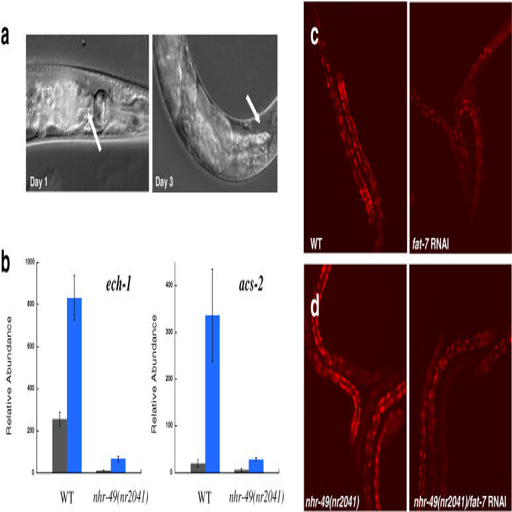 a
Day 1
Day 3
b
ech-1
Relative Abundance
1000
800
600
400
200
0
WT
nhr-49(nr2041)
acs-2
Relative Abundance
400
300
200
100
0
WT
nhr-49(nr2041)
c
WT
fat-7 RNAI
d
nhr-49(nr2041)
nhr-49(nr2041)/fat-7 RNAI